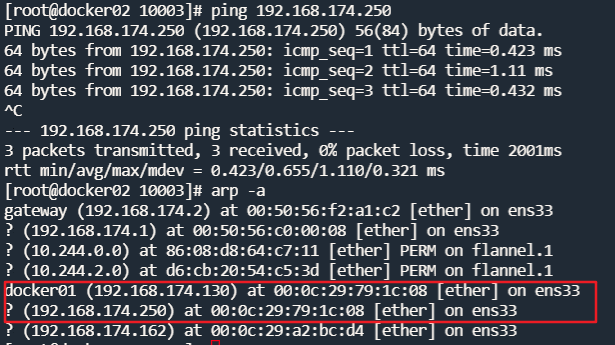 [root@docker02 10003]# ping 192.168.174.250
PING 192.168.174.250 (192.168.174.250) 56(84) bytes of data.
64 bytes from 192.168.174.250: icmp_seq=1 ttl=64 time=0.423 ms
64 bytes from 192.168.174.250: icmp_seq=2 ttl=64 time=1.11 ms
64 bytes from 192.168.174.250: icmp_seq=3 ttl=64 time=0.432 ms
^C
--- 192.168.174.250 ping statistics ---
3 packets transmitted, 3 received, 0% packet loss, time 2001ms
rtt min/avg/max/mdev = 0.423/0.655/1.110/0.321 ms
[root@docker02 10003]# arp -a
gateway (192.168.174.2) at 00:50:56:f2:a1:c2 [ether] on ens33
? (192.168.174.1) at 00:50:56:c0:00:08 [ether] on ens33
? (10.244.0.0) at 86:08:d8:64:c7:11 [ether] PERM on flannel.1
? (10.244.2.0) at d6:cb:20:54:c5:3d [ether] PERM on flannel.1
docker01 (192.168.174.130) at 00:0c:29:79:1c:08 [ether] on ens33
? (192.168.174.250) at 00:0c:29:79:1c:08 [ether] on ens33
? (192.168.174.162) at 00:0c:29:a2:bc:d4 [ether] on ens33